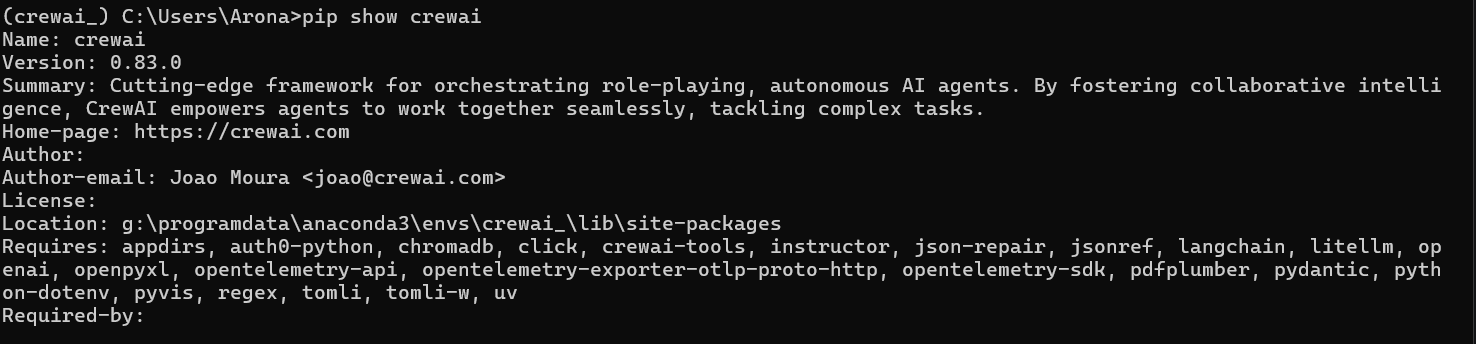 (crewai_) C:\Users\Arona>pip show crewai
Name: crewai
Version: 0.83.0
Summary: Cutting-edge framework for orchestrating role-playing, autonomous AI agents. By fostering collaborative intelli
gence, CrewAI empowers agents to work together seamlessly, tackling complex tasks.
Home-page: https://crewai.com
Author:
Author-email: Joao Moura <joao@crewai.com>
License:
Location: g:\programdata\anaconda3\envs\crewai_\lib\site-packages
Requires: appdirs, auth0-python, chromadb, click, crewai-tools, instructor, json-repair, jsonref, langchain, litellm, op
enai, openpyxl, opentelemetry-api, opentelemetry-exporter-otlp-proto-http, opentelemetry-sdk, pdfplumber, pydantic, pyth
on-dotenv, pyvis, regex, tomli, tomli-w, uv
Required-by: